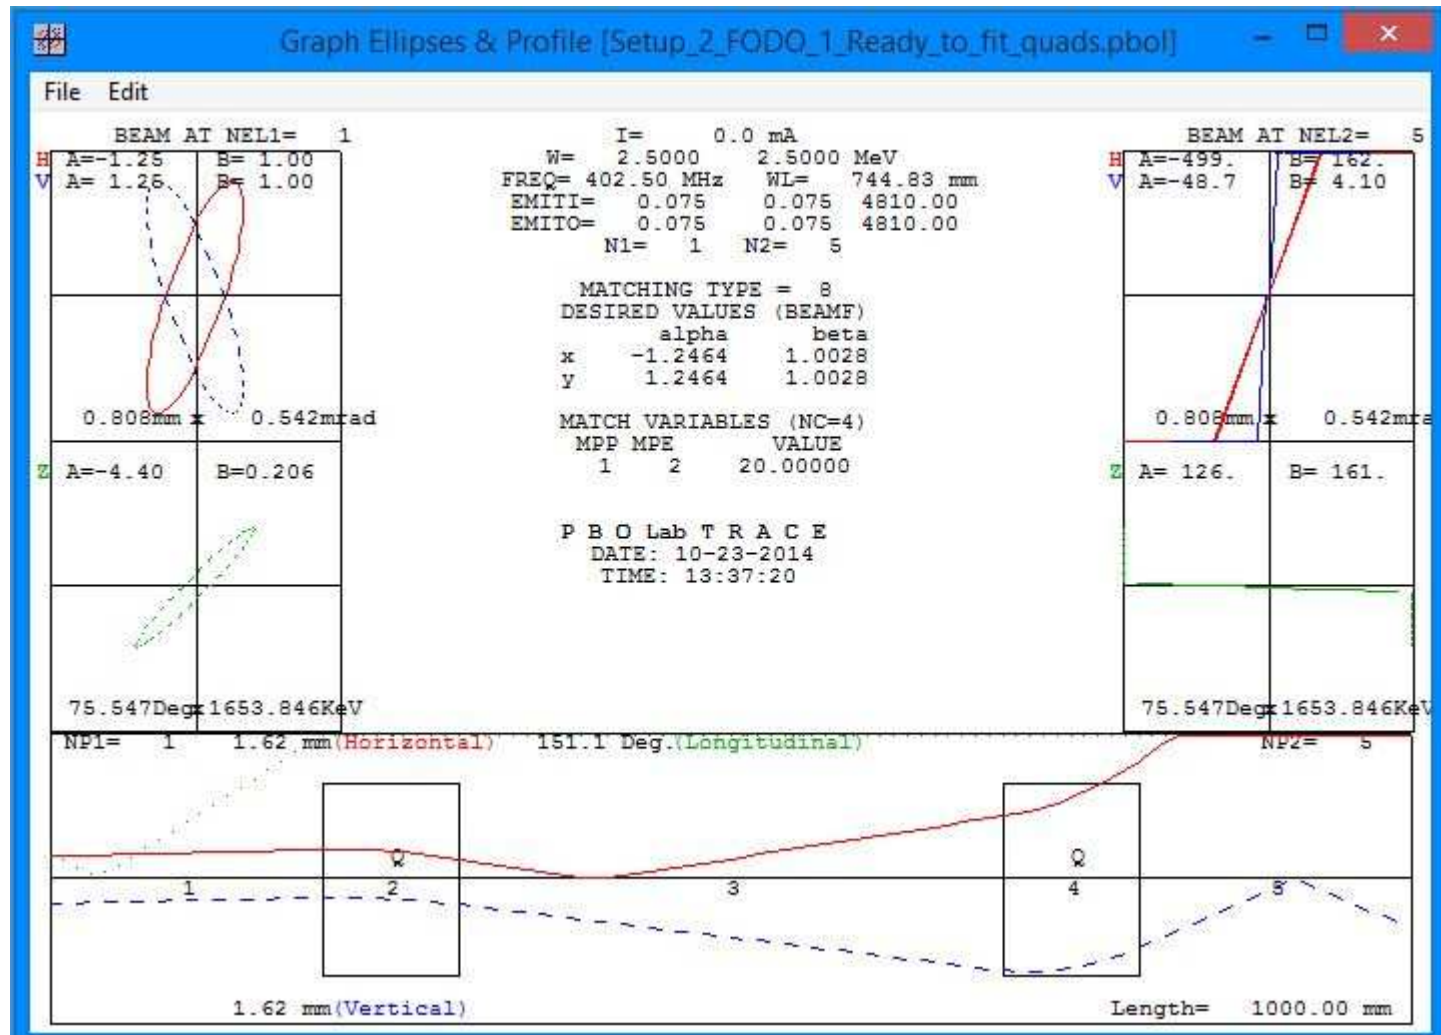 Graph Ellipses & Profile [Setup_2_FODO_1_Ready_to_fit_quads.pbol]
File Edit
BEAM AT NEL1= 1
H A=-1.25 B= 1.00
V A= 1.25 B= 1.00
0.808mm x 0.542mrad
Z A=-4.40 B=0.206
75.547Degx1653.846KeV
I= 0.0 mA
W= 2.5000 2.5000 MeV
FREQ= 402.50 MHz WL= 744.83 mm
EMITI= 0.075 0.075 4810.00
EMITO= 0.075 0.075 4810.00
N1= 1 N2= 5
MATCHING TYPE = 8
DESIRED VALUES (BEAMF)
alpha beta
x -1.2464 1.0028
y 1.2464 1.0028
MATCH VARIABLES (NC=4)
MPP MPE VALUE
1 2 20.00000
P B O Lab T R A C E
DATE: 10-23-2014
TIME: 13:37:20
BEAM AT NEL2= 5
H A=-499. B= 162.
V A=-48.7 B= 4.10
0.808mm x 0.542mra
Z A= 126. B= 161.
75.547Degx1653.846KeV
NP1= 1 1.62 mm(Horizontal) 151.1 Deg.(Longitudinal) NP2= 5
Q Q
1 2 3 4 5
1.62 mm(Vertical) Length= 1000.00 mm